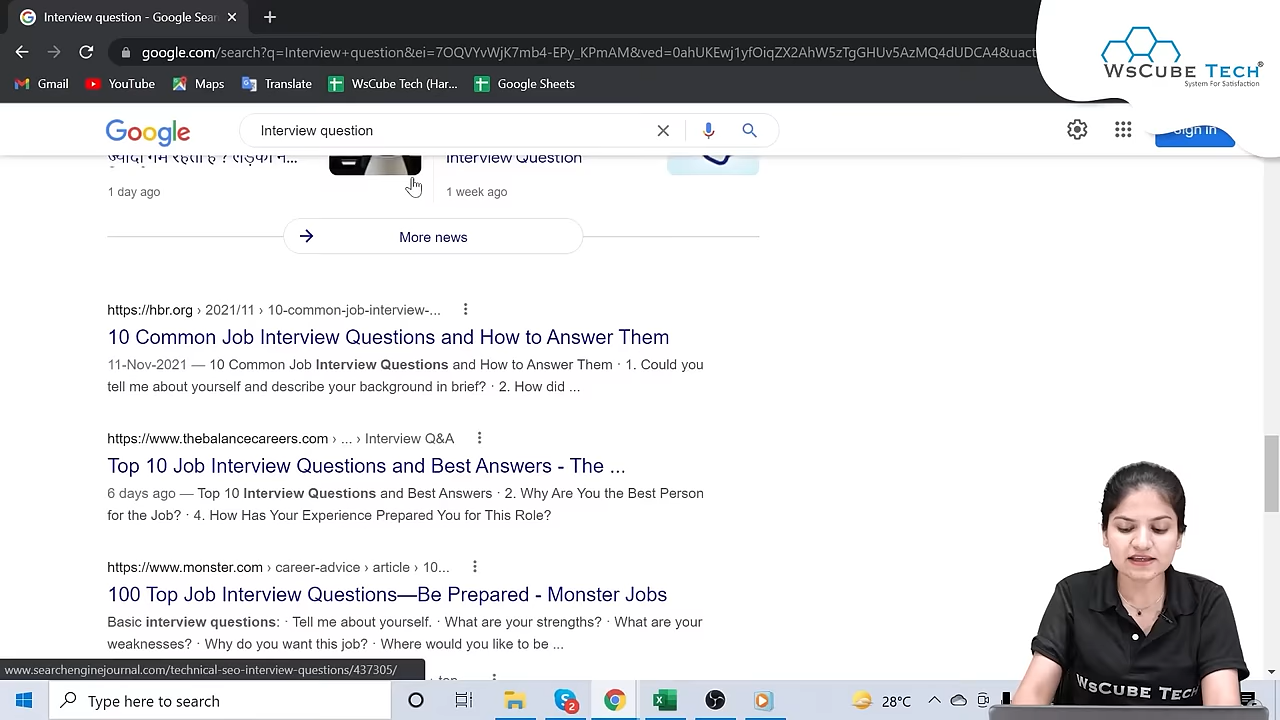 Interview question - Google Sear
google.com/search?q=Interview+question
WSCUBE TECH®
System For Satisfaction
Gmail
YouTube
Maps
Translate
WsCube Tech Par...
Google Sheets
Google
Interview question
Sign in
ज्यादा गर्म रहता है ? लड़की ने...
Interview Question
1 day ago
1 week ago
More news
https://hbr.org › 2021/11 › 10-common-job-interview-...
10 Common Job Interview Questions and How to Answer Them
11-Nov-2021 — 10 Common Job Interview Questions and How to Answer Them · 1. Could you
tell me about yourself and describe your background in brief? · 2. How did ...
https://www.thebalancecareers.com › ... › Interview Q&A
Top 10 Job Interview Questions and Best Answers - The ...
6 days ago — Top 10 Interview Questions and Best Answers · 2. Why Are You the Best Person
for the Job? · 4. How Has Your Experience Prepared You for This Role?
https://www.monster.com › career-advice › article › 10...
100 Top Job Interview Questions—Be Prepared - Monster Jobs
Basic interview questions: · Tell me about yourself. · What are your strengths? · What are your
weaknesses? · Why do you want this job? · Where would you like to be ...
www.searchenginejournal.com/technical-seo-interview-questions/437305/
Type here to search
2
28°C
WSCUBE TECH